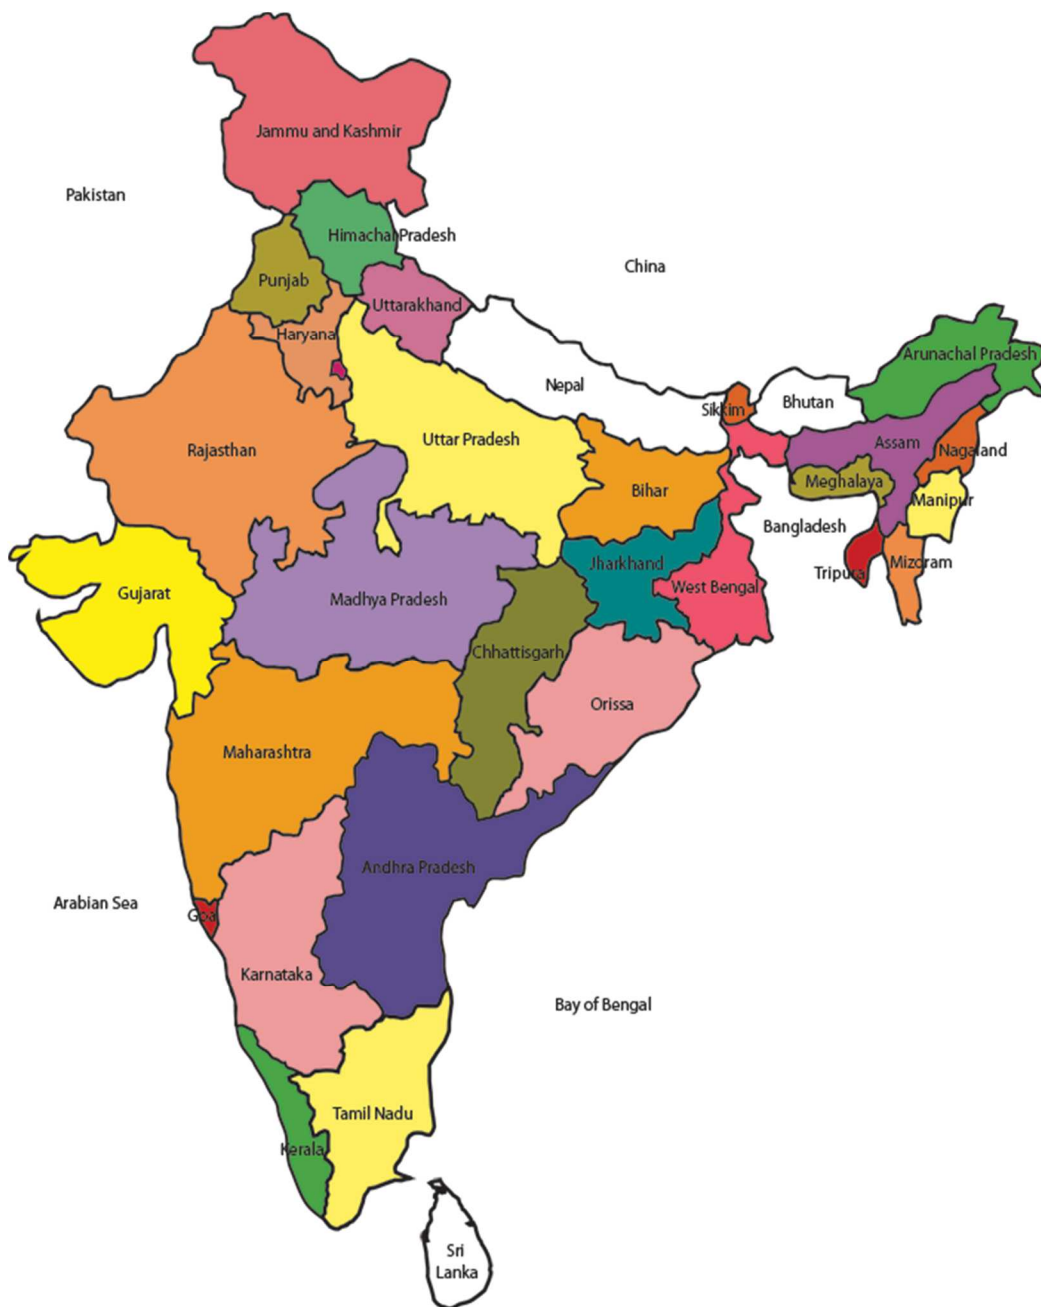 Jammu and Kashmir
Pakistan
Himachal Pradesh
China
Punjab
Uttarakhand
Haryana
Arunachal Pradesh
Nepal
Bhutan
Sikkim
Uttar Pradesh
Assam
Rajasthan
Nagaland
Meghalaya
Bihar
Manipur
Bangladesh
Jharkhand
Mizoram
Tripura
West Bengal
Gujarat
Madhya Pradesh
Chhattisgarh
Orissa
Maharashtra
Andhra Pradesh
Arabian Sea
Goa
Karnataka
Bay of Bengal
Tamil Nadu
Kerala
Sri
Lanka